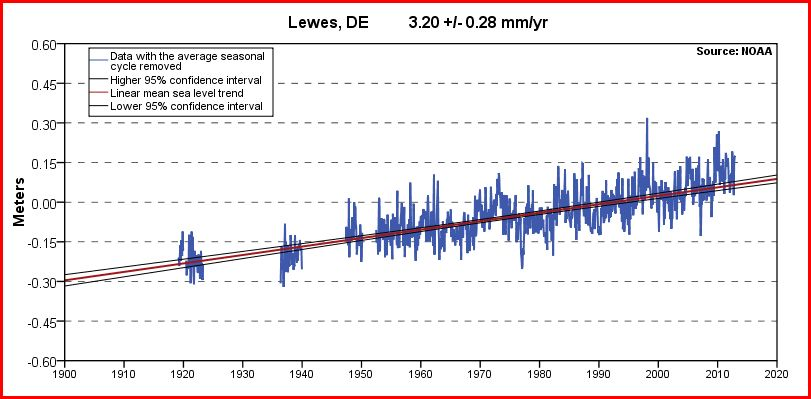 Lewes, DE 3.20 +/- 0.28 mm/yr
Source: NOAA
Data with the average seasonal
cycle removed
Higher 95% confidence interval
Linear mean sea level trend
Lower 95% confidence interval
Meters
0.60
0.45
0.30
0.15
0.00
-0.15
-0.30
-0.45
-0.60
1900 1910 1920 1930 1940 1950 1960 1970 1980 1990 2000 2010 2020